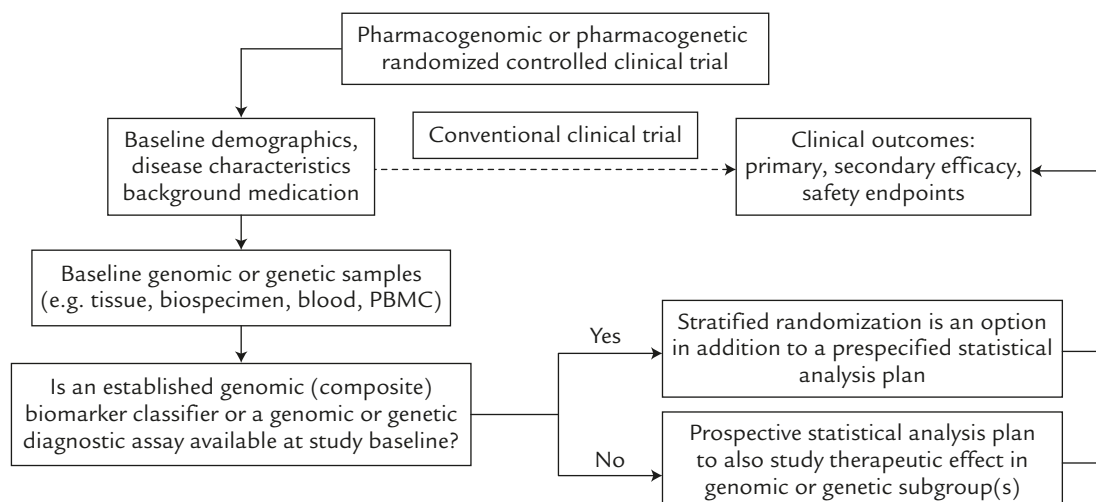 Pharmacogenomic or pharmacogenetic
randomized controlled clinical trial
Baseline demographics,
disease characteristics
background medication
Conventional clinical trial
Clinical outcomes:
primary, secondary efficacy,
safety endpoints
Baseline genomic or genetic samples
(e.g. tissue, biospecimen, blood, PBMC)
Is an established genomic (composite)
biomarker classifier or a genomic or genetic
diagnostic assay available at study baseline?
Yes
Stratified randomization is an option
in addition to a prespecified statistical
analysis plan
No
Prospective statistical analysis plan
to also study therapeutic effect in
genomic or genetic subgroup(s)